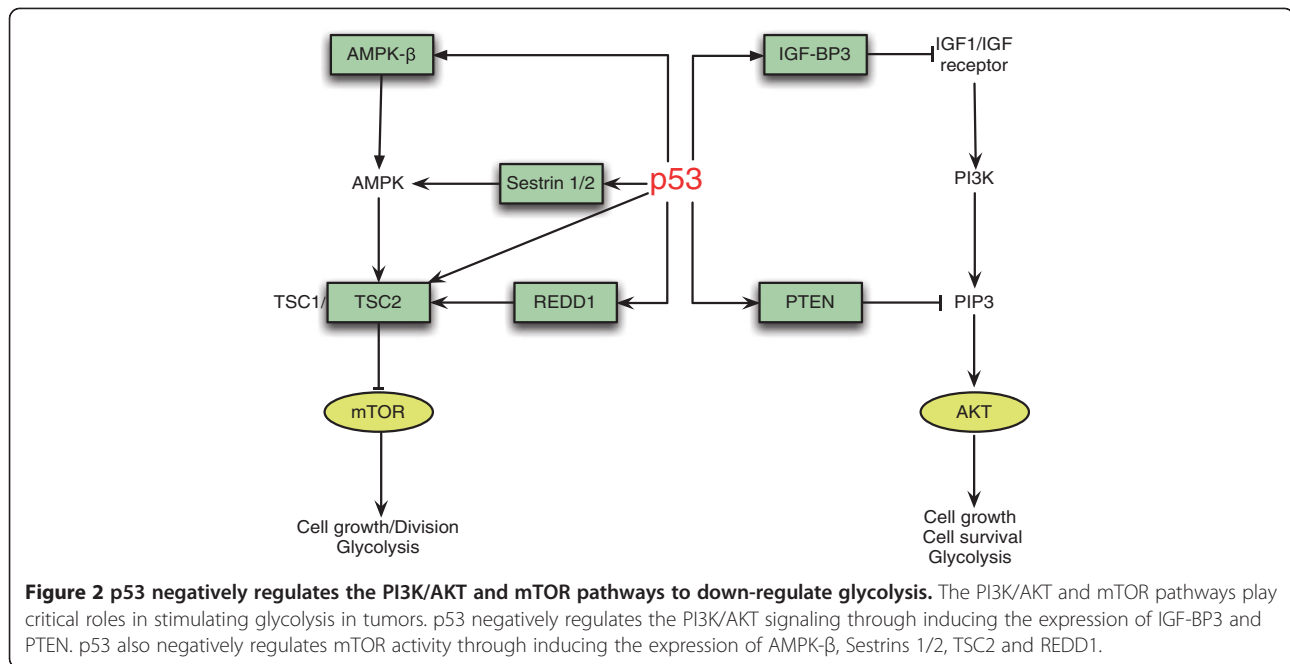 AMPK-β
IGF-BP3
IGF1/IGF
receptor
AMPK
Sestrin 1/2
p53
PI3K
TSC1/
TSC2
REDD1
PTEN
PIP3
mTOR
AKT
Cell growth/Division
Glycolysis
Cell growth
Cell survival
Glycolysis
Figure 2 p53 negatively regulates the PI3K/AKT and mTOR pathways to down-regulate glycolysis. The PI3K/AKT and mTOR pathways play
critical roles in stimulating glycolysis in tumors. p53 negatively regulates the PI3K/AKT signaling through inducing the expression of IGF-BP3 and
PTEN. p53 also negatively regulates mTOR activity through inducing the expression of AMPK-β, Sestrins 1/2, TSC2 and REDD1.